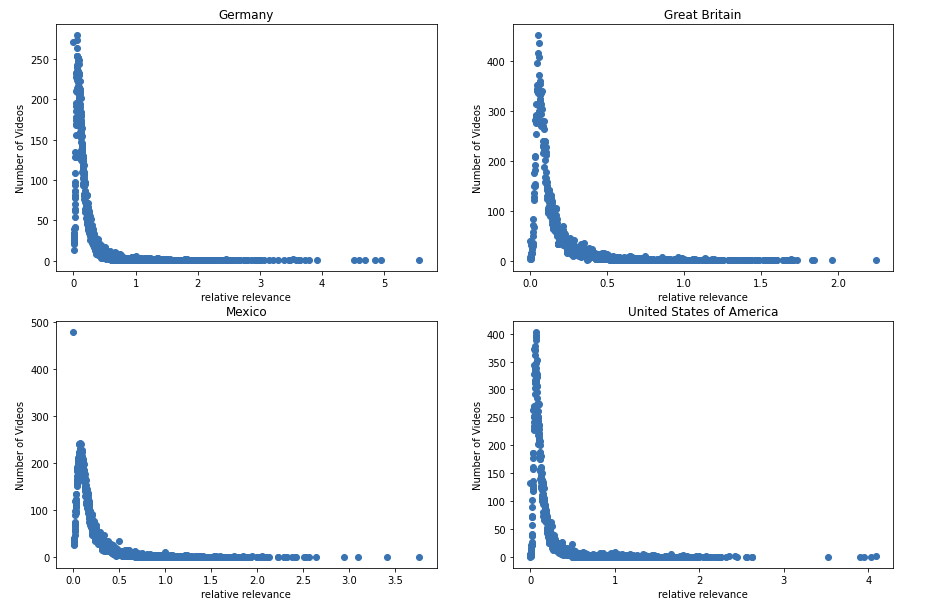 Germany
Number of Videos
250
200
150
100
50
0
0 1 2 3 4 5
relative relevance
Great Britain
Number of Videos
400
300
200
100
0
0.0 0.5 1.0 1.5 2.0
relative relevance
Mexico
Number of Videos
500
400
300
200
100
0
0.0 0.5 1.0 1.5 2.0 2.5 3.0 3.5
relative relevance
United States of America
Number of Videos
400
350
300
250
200
150
100
50
0
0 1 2 3 4
relative relevance